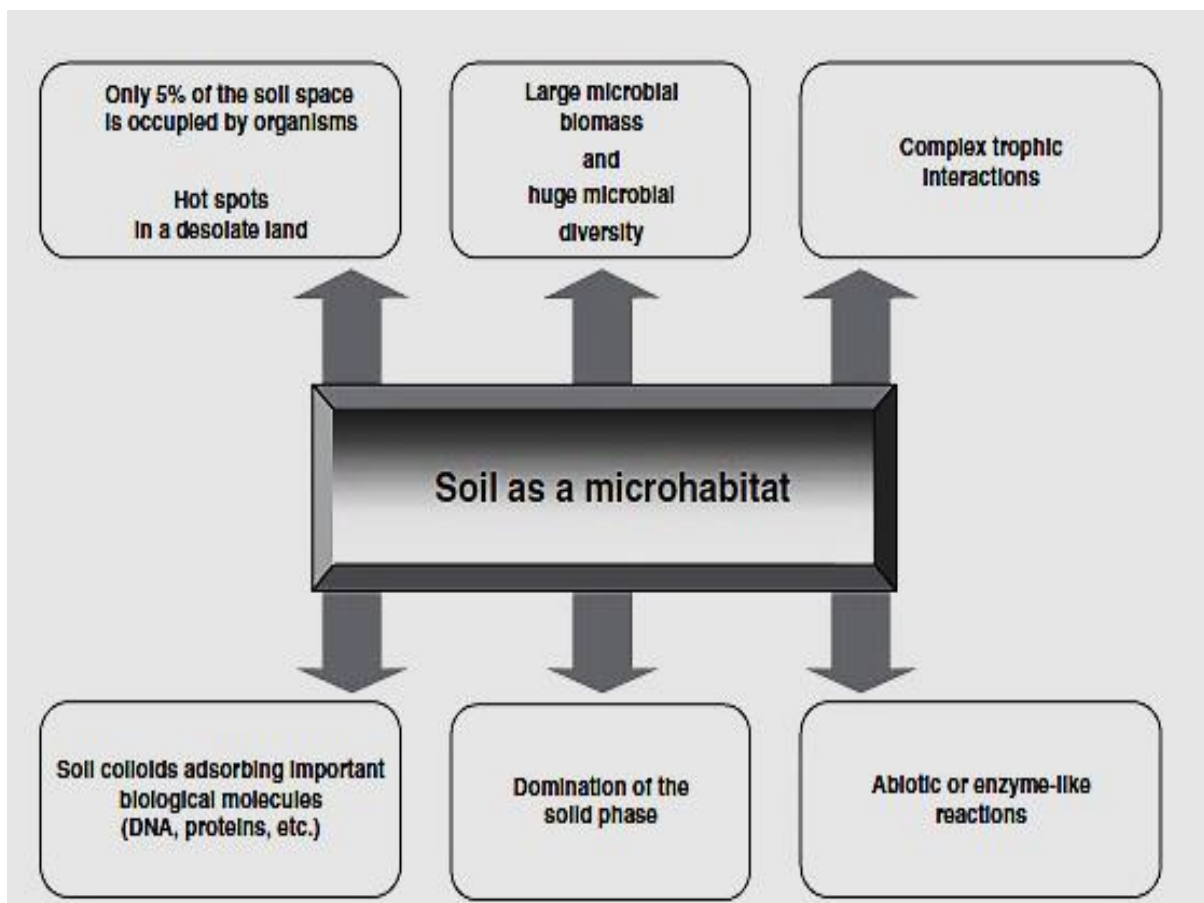 Only 5% of the soil space
is occupied by organisms
Hot spots
in a desolate land
Large microbial
biomass
and
huge microbial
diversity
Complex trophic
interactions
Soil as a microhabitat
Soil colloids adsorbing important
biological molecules
(DNA, proteins, etc.)
Domination of the
solid phase
Abiotic or enzyme-like
reactions